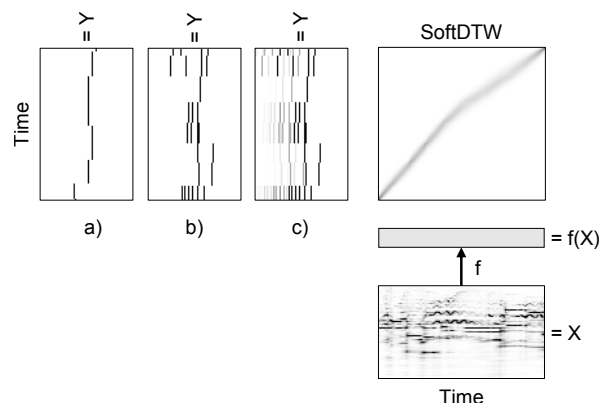 = Y
= Y
= Y
SoftDTW
Time
a)
b)
c)
= f(X)
f
= X
Time